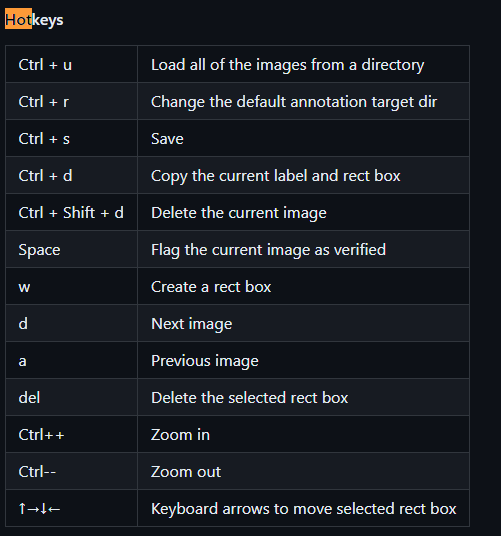 Hotkeys
Ctrl + u Load all of the images from a directory
Ctrl + r Change the default annotation target dir
Ctrl + s Save
Ctrl + d Copy the current label and rect box
Ctrl + Shift + d Delete the current image
Space Flag the current image as verified
w Create a rect box
d Next image
a Previous image
del Delete the selected rect box
Ctrl++ Zoom in
Ctrl-- Zoom out
↑→↓← Keyboard arrows to move selected rect box